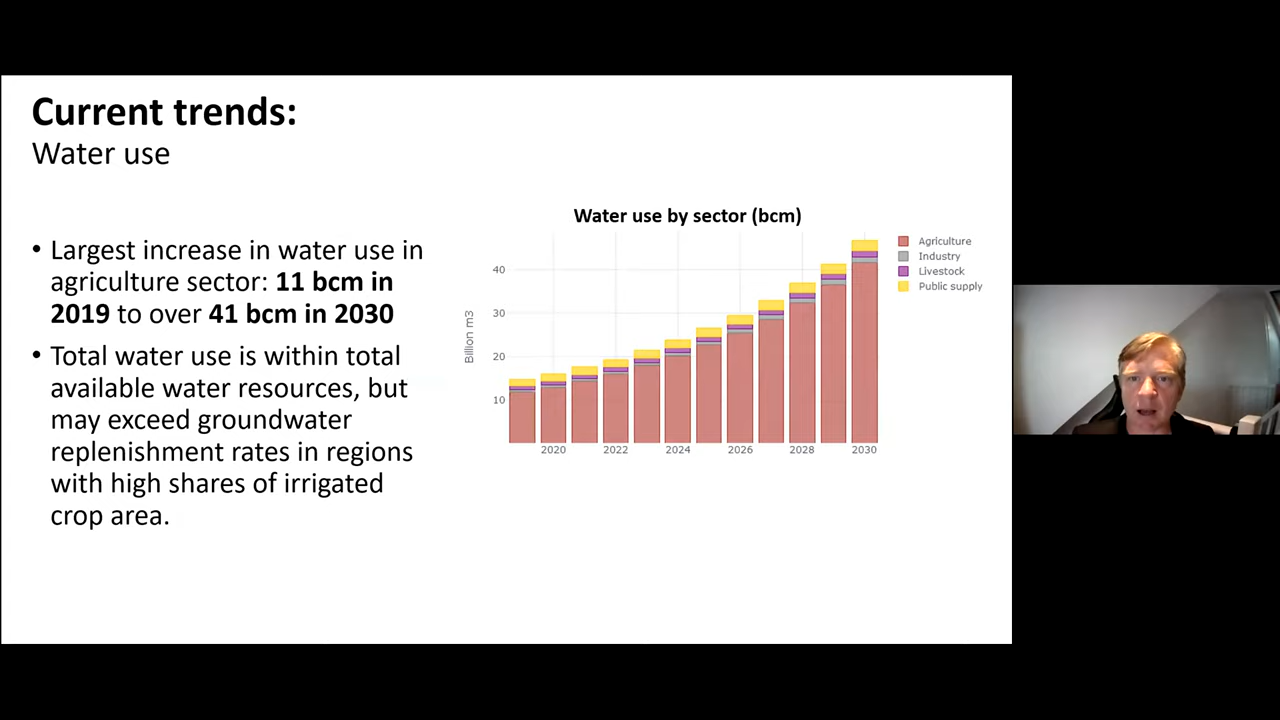 Current trends:
Water use
• Largest increase in water use in
agriculture sector: 11 bcm in
2019 to over 41 bcm in 2030
• Total water use is within total
available water resources, but
may exceed groundwater
replenishment rates in regions
with high shares of irrigated
crop area.
Water use by sector (bcm)
Billion m3
40
30
20
10
2020 2022 2024 2026 2028 2030
Agriculture
Industry
Livestock
Public supply